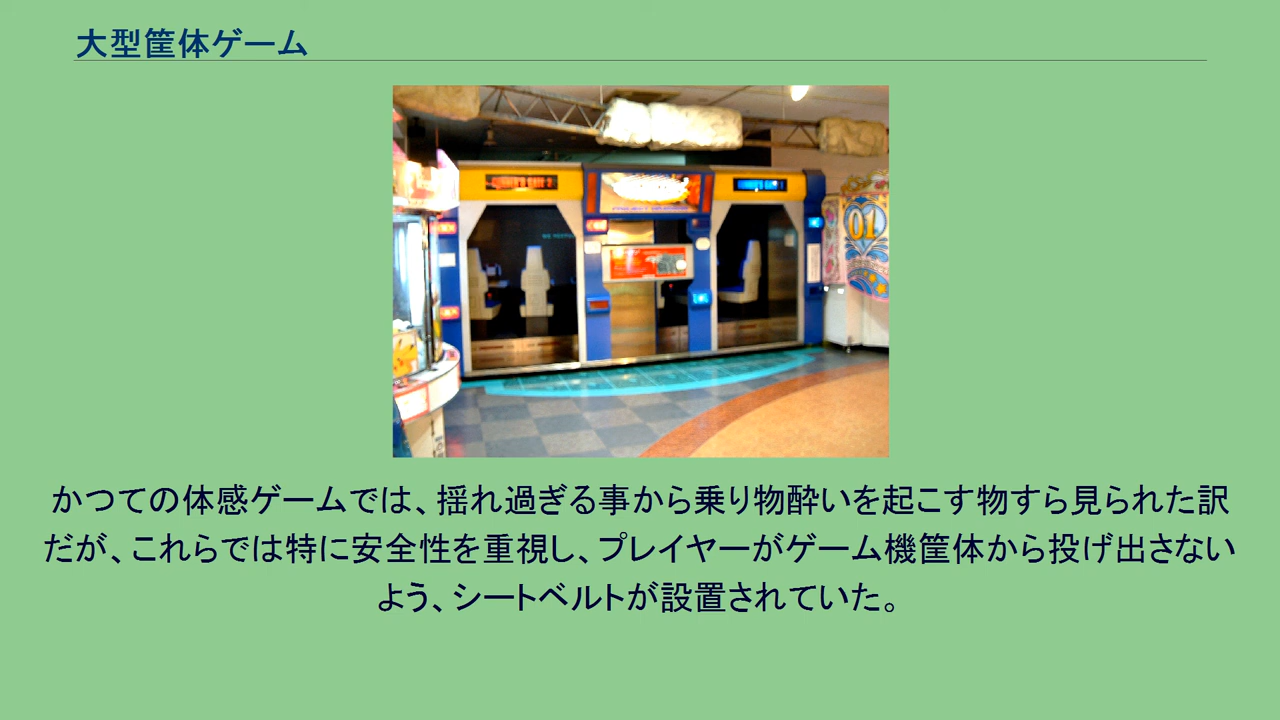 大型筐体ゲーム
01
かつての体感ゲームでは、揺れ過ぎる事から乗り物酔いを起こす物すら見られた訳
だが、これらでは特に安全性を重視し、プレイヤーがゲーム機筐体から投げ出さない
よう、シートベルトが設置されていた。